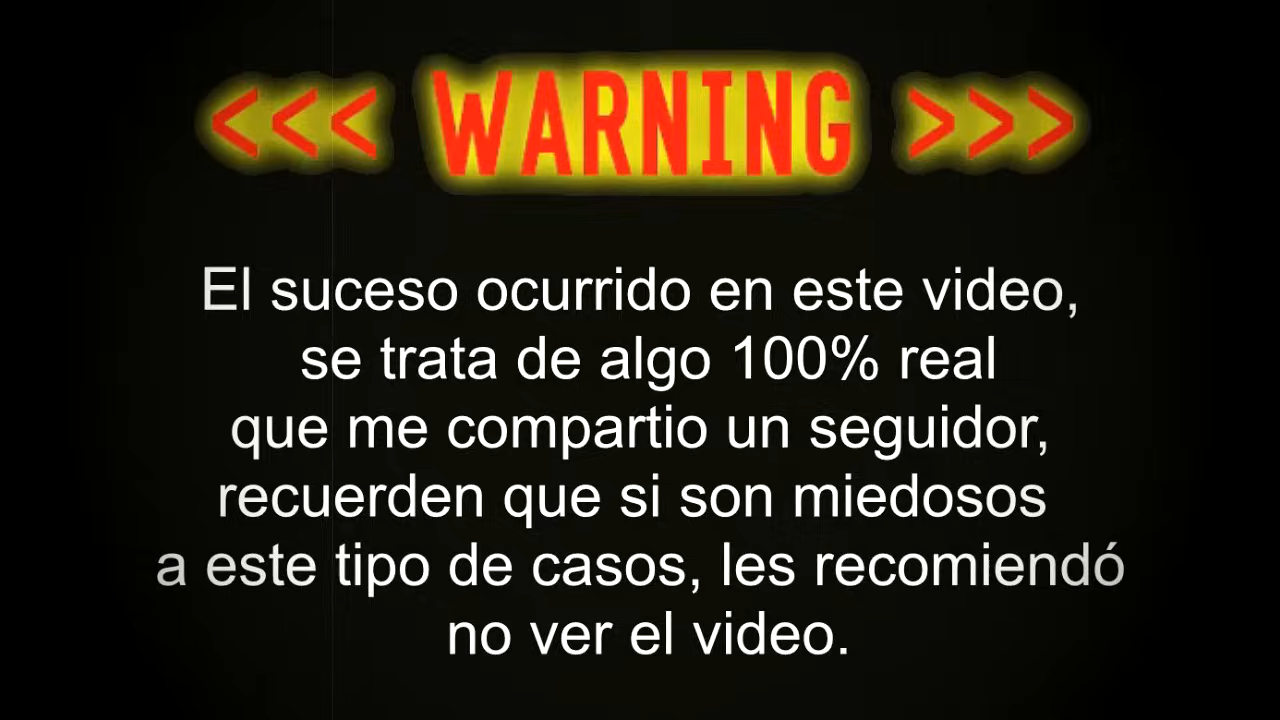 <<< WARNING >>>
El suceso ocurrido en este video,
se trata de algo 100% real
que me compartio un seguidor,
recuerden que si son miedosos
a este tipo de casos, les recomiendó
no ver el video.